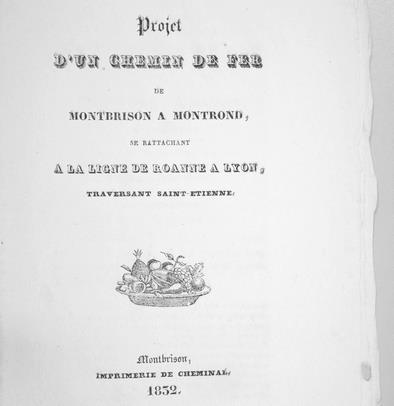 Projet
D'UN CHEMIN DE FER
DE
MONTBRISON A MONTROND,
SE RATTACHANT
A LA LIGNE DE ROANNE A LYON,
TRAVERSANT SAINT-ETIENNE.
Montbrison,
IMPRIMERIE DE CHEMINAL.
1832.